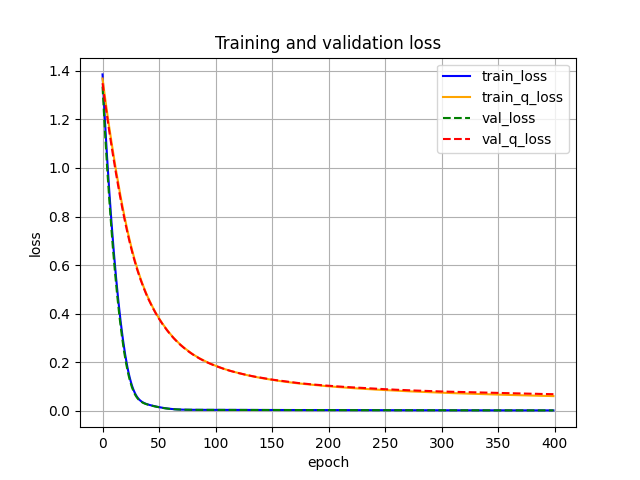 Training and validation loss
train_loss
train_q_loss
val_loss
val_q_loss
1.4
1.2
1.0
0.8
0.6
0.4
0.2
0.0
loss
0 50 100 150 200 250 300 350 400
epoch